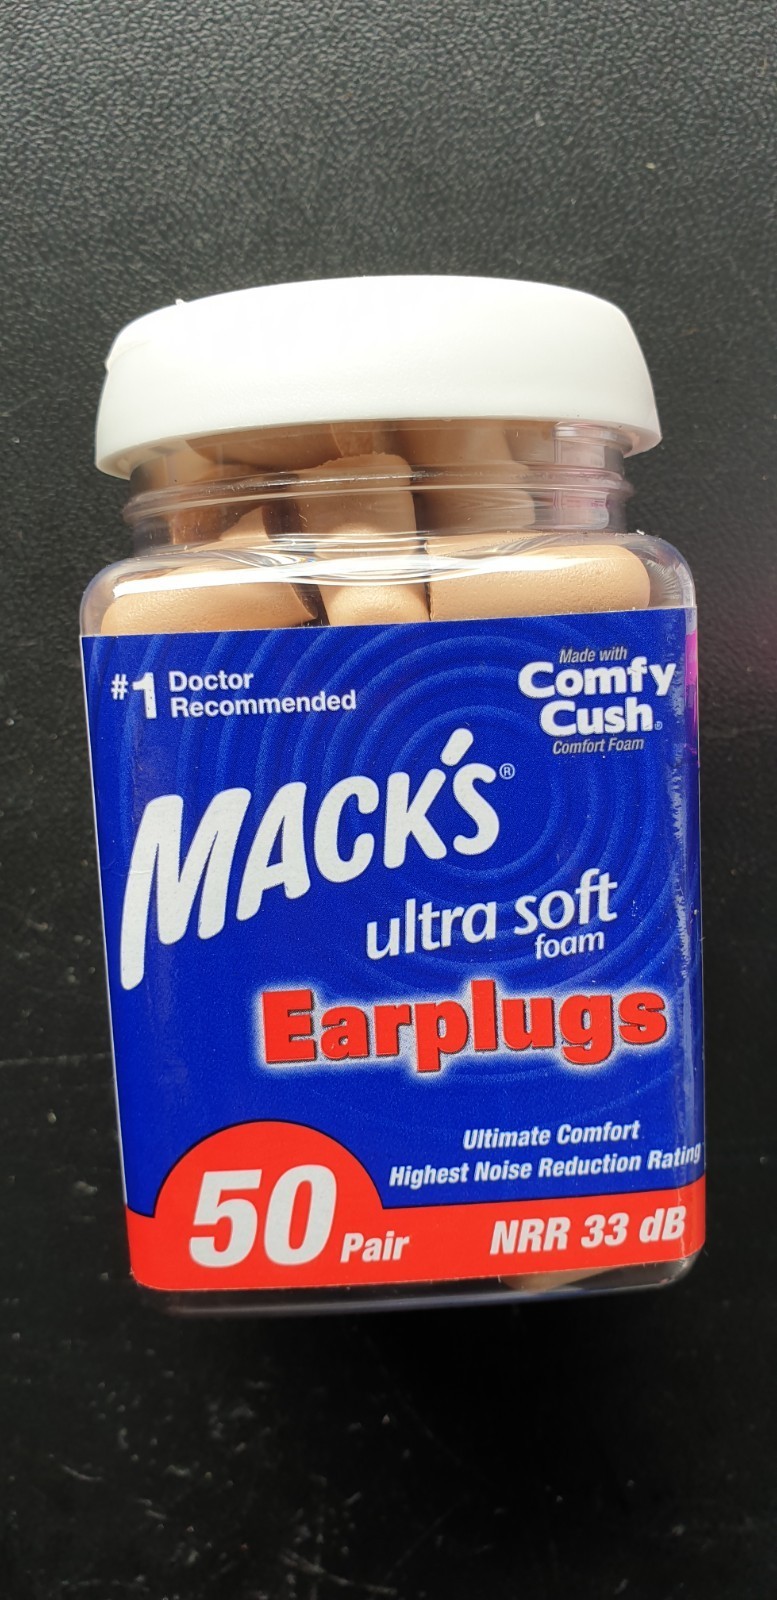 #1 Doctor
Recommended
Made with
Comfy
Cush®
Comfort Foam
MACK'S®
ultra soft
foam
Earplugs
Ultimate Comfort
Highest Noise Reduction Rating
50 Pair
NRR 33 dB